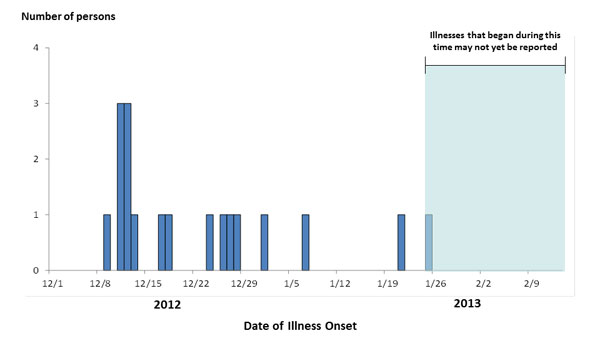 Number of persons
Illnesses that began during this
time may not yet be reported
4
3
2
1
0
12/1 12/8 12/15 12/22 12/29 1/5 1/12 1/19 1/26 2/2 2/9
2012 2013
Date of Illness Onset